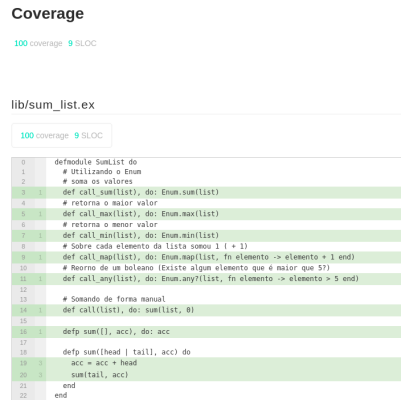 Coverage
100 coverage 9 SLOC
lib/sum_list.ex
100 coverage 9 SLOC
0 defmodule SumList do
1 # Utilizando o Enum
2 # soma os valores
3 1 def call_sum(list), do: Enum.sum(list)
4 # retorna o maior valor
5 1 def call_max(list), do: Enum.max(list)
6 # retorna o menor valor
7 1 def call_min(list), do: Enum.min(list)
8 # Sobre cada elemento da lista somou 1 ( + 1)
9 1 def call_map(list), do: Enum.map(list, fn elemento -> elemento + 1 end)
10 # Reorno de um boleano (Existe algum elemento que é maior que 5?)
11 1 def call_any(list), do: Enum.any?(list, fn elemento -> elemento > 5 end)
12
13 # Somando de forma manual
14 1 def call(list), do: sum(list, 0)
15
16 1 defp sum([], acc), do: acc
17
18 defp sum([head | tail], acc) do
19 3 acc = acc + head
20 3 sum(tail, acc)
21 end
22 end